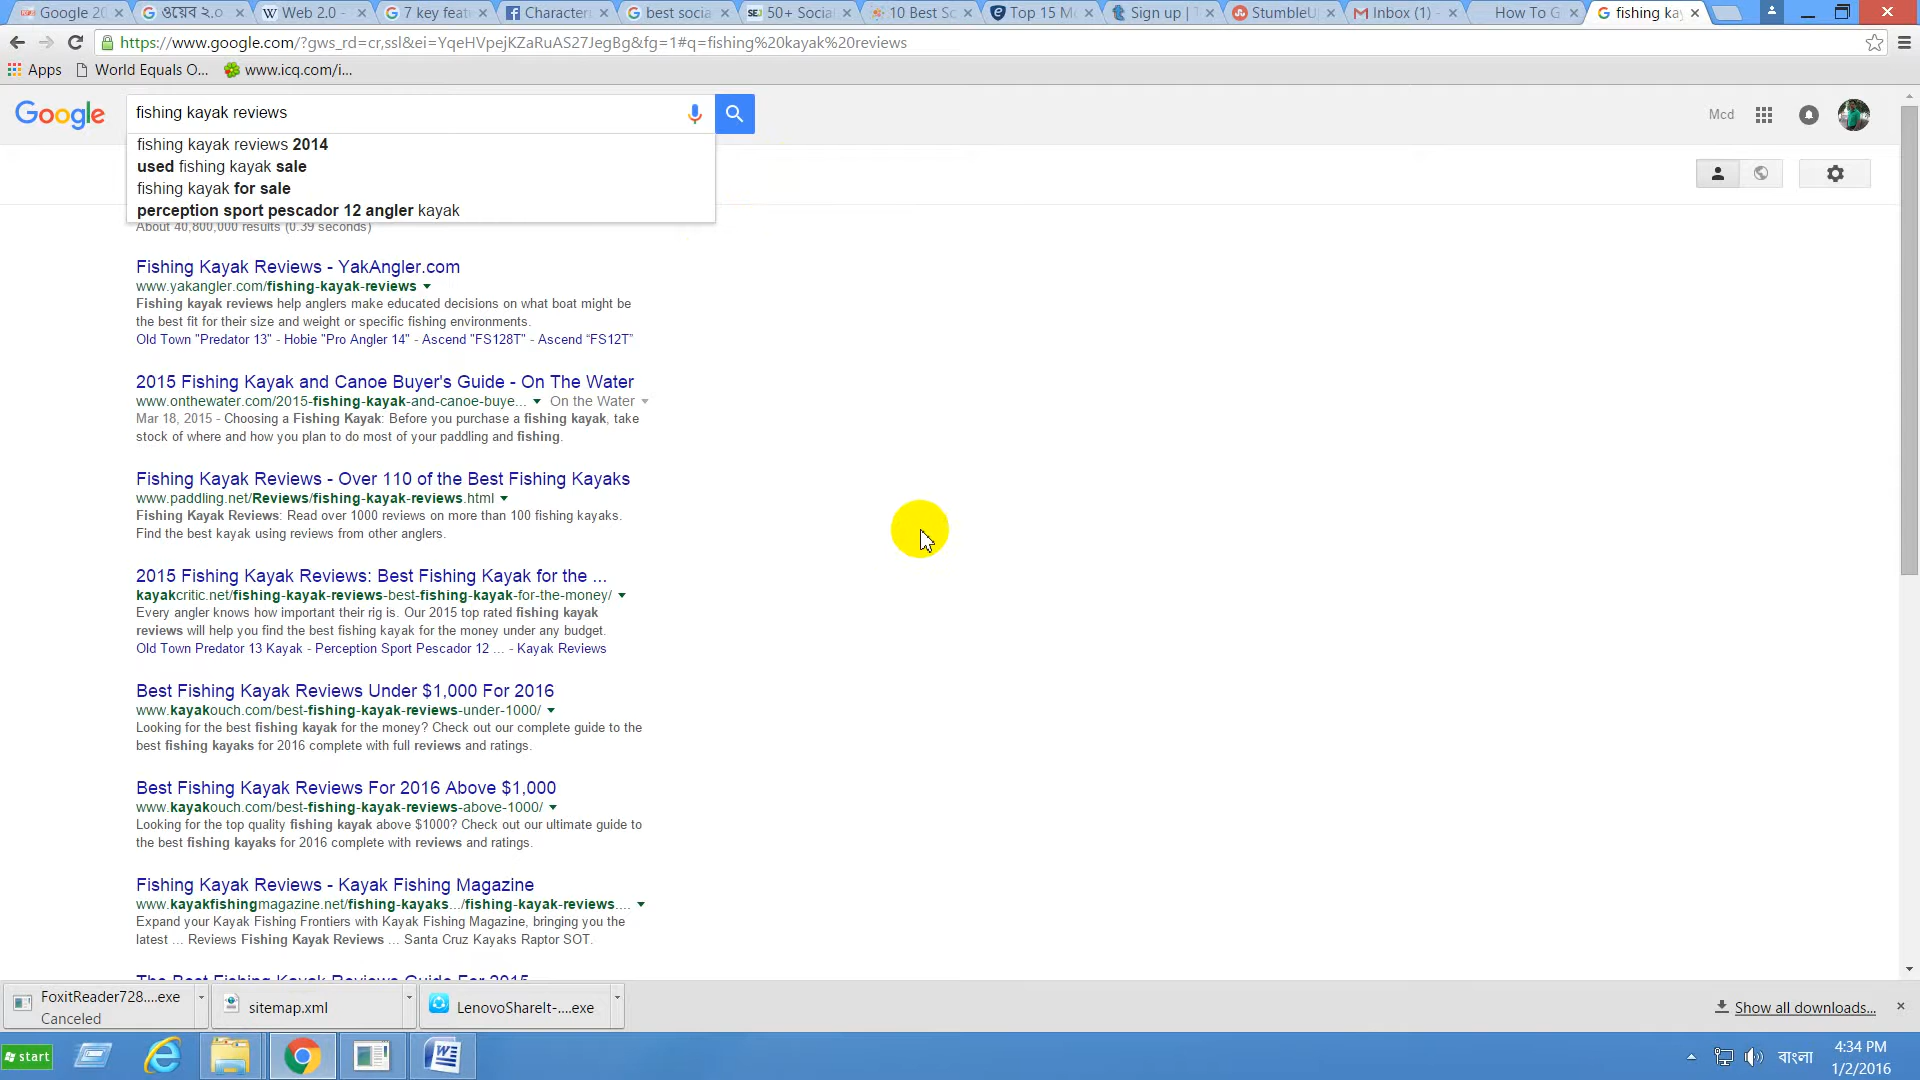 Google 20
ওয়েব ২.০
Web 2.0 -
7 key feat
Character
best socia
50+ Socia
10 Best Sc
Top 15 Mo
Sign up | T
StumbleU
Inbox (1) -
How To G
fishing ka
https://www.google.com/?gws_rd=cr,ssl&ei=YqeHVpejKZaRuAS27JegBg&fg=1#q=fishing%20kayak%20reviews
Apps
World Equals O...
www.icq.com/i...
Google
fishing kayak reviews
Mcd
fishing kayak reviews 2014
used fishing kayak sale
fishing kayak for sale
perception sport pescador 12 angler kayak
About 40,800,000 results (0.39 seconds)
Fishing Kayak Reviews - YakAngler.com
www.yakangler.com/fishing-kayak-reviews
Fishing kayak reviews help anglers make educated decisions on what boat might be
the best fit for their size and weight or specific fishing environments.
Old Town "Predator 13" - Hobie "Pro Angler 14" - Ascend "FS128T" - Ascend “FS12T”
2015 Fishing Kayak and Canoe Buyer's Guide - On The Water
www.onthewater.com/2015-fishing-kayak-and-canoe-buye... On the Water
Mar 18, 2015 - Choosing a Fishing Kayak: Before you purchase a fishing kayak, take
stock of where and how you plan to do most of your paddling and fishing.
Fishing Kayak Reviews - Over 110 of the Best Fishing Kayaks
www.paddling.net/Reviews/fishing-kayak-reviews.html
Fishing Kayak Reviews: Read over 1000 reviews on more than 100 fishing kayaks.
Find the best kayak using reviews from other anglers.
2015 Fishing Kayak Reviews: Best Fishing Kayak for the ...
kayakcritic.net/fishing-kayak-reviews-best-fishing-kayak-for-the-money/
Every angler knows how important their rig is. Our 2015 top rated fishing kayak
reviews will help you find the best fishing kayak for the money under any budget.
Old Town Predator 13 Kayak - Perception Sport Pescador 12 ... - Kayak Reviews
Best Fishing Kayak Reviews Under $1,000 For 2016
www.kayakouch.com/best-fishing-kayak-reviews-under-1000/
Looking for the best fishing kayak for the money? Check out our complete guide to the
best fishing kayaks for 2016 complete with full reviews and ratings.
Best Fishing Kayak Reviews For 2016 Above $1,000
www.kayakouch.com/best-fishing-kayak-reviews-above-1000/
Looking for the top quality fishing kayak above $1000? Check out our ultimate guide to
the best fishing kayaks for 2016 complete with reviews and ratings.
Fishing Kayak Reviews - Kayak Fishing Magazine
www.kayakfishingmagazine.net/fishing-kayaks.../fishing-kayak-reviews....
Expand your Kayak Fishing Frontiers with Kayak Fishing Magazine, bringing you the
latest ... Reviews Fishing Kayak Reviews ... Santa Cruz Kayaks Raptor SOT.
The Best Fishing Kayak Reviews Guide For 2015
FoxitReader728....exe
Canceled
sitemap.xml
LenovoShareIt-....exe
Show all downloads...
start
বাংলা
4:34 PM
1/2/2016